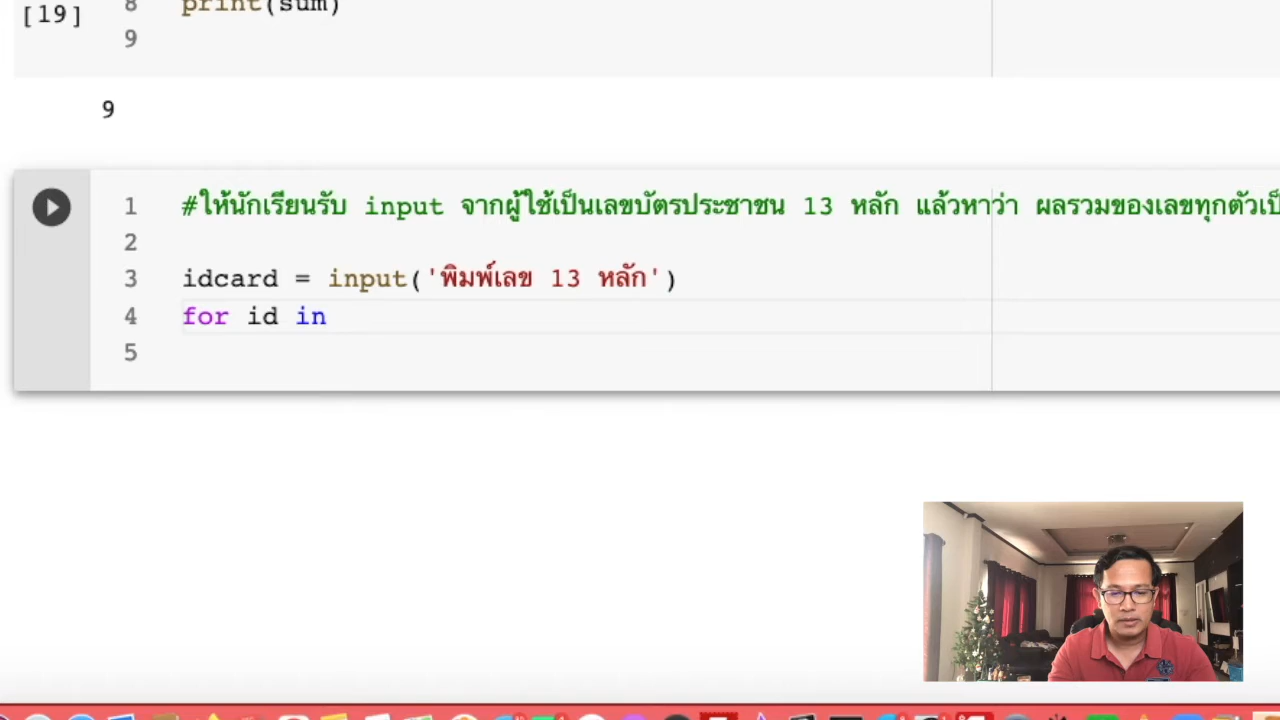 [19]
8 print(sum)
9
9
1 #ให้นักเรียนรับ input จากผู้ใช้เป็นเลขบัตรประชาชน 13 หลัก แล้วหาว่า ผลรวมของเลขทุกตัวเป็
2
3 idcard = input('พิมพ์เลข 13 หลัก')
4 for id in
5